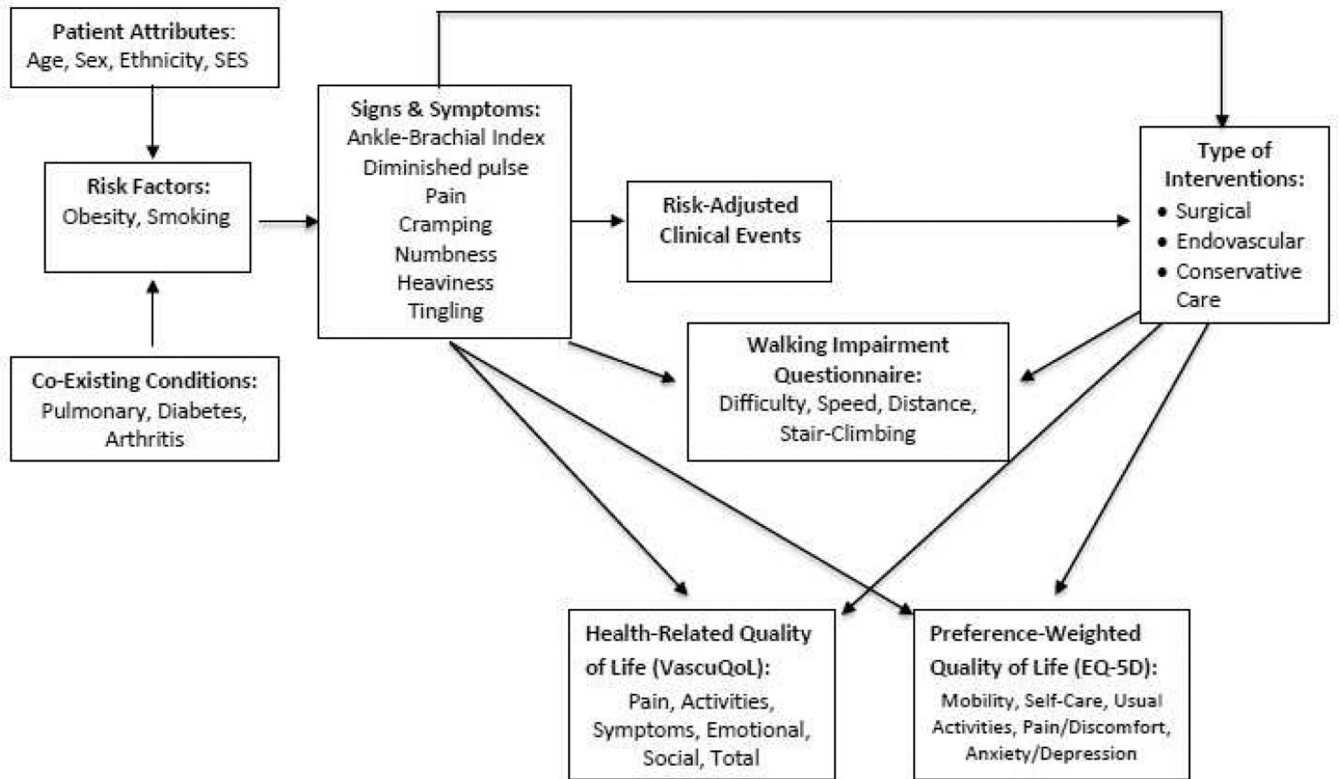 Patient Attributes:
Age, Sex, Ethnicity, SES
Risk Factors:
Obesity, Smoking
Co-Existing Conditions:
Pulmonary, Diabetes,
Arthritis
Signs & Symptoms:
Ankle-Brachial Index
Diminished pulse
Pain
Cramping
Numbness
Heaviness
Tingling
Risk-Adjusted
Clinical Events
Type of
Interventions:
• Surgical
• Endovascular
• Conservative
Care
Walking Impairment
Questionnaire:
Difficulty, Speed, Distance,
Stair-Climbing
Health-Related Quality
of Life (VascuQoL):
Pain, Activities,
Symptoms, Emotional,
Social, Total
Preference-Weighted
Quality of Life (EQ-5D):
Mobility, Self-Care, Usual
Activities, Pain/Discomfort,
Anxiety/Depression